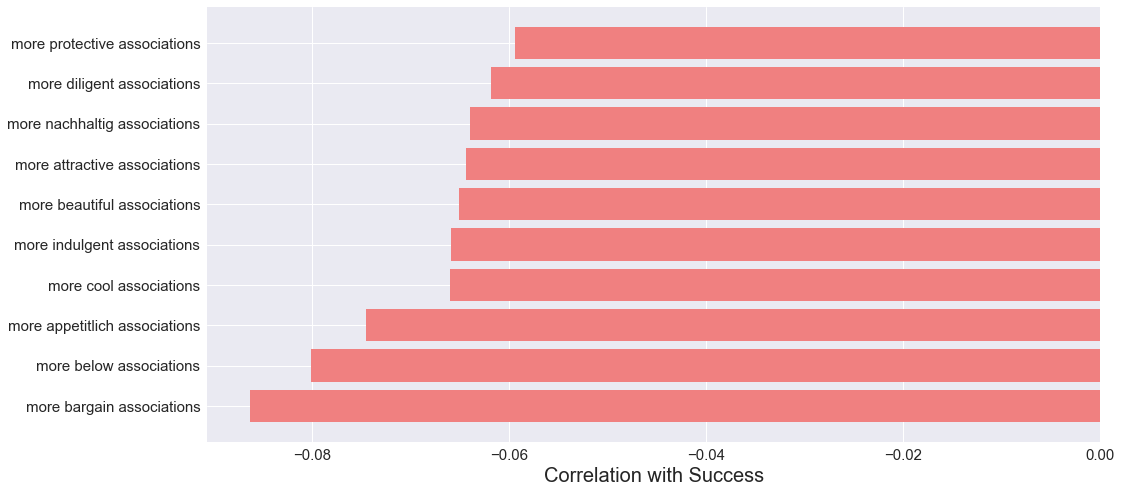 more protective associations
more diligent associations
more nachhaltig associations
more attractive associations
more beautiful associations
more indulgent associations
more cool associations
more appetitlich associations
more below associations
more bargain associations
−0.08
−0.06
−0.04
−0.02
0.00
Correlation with Success